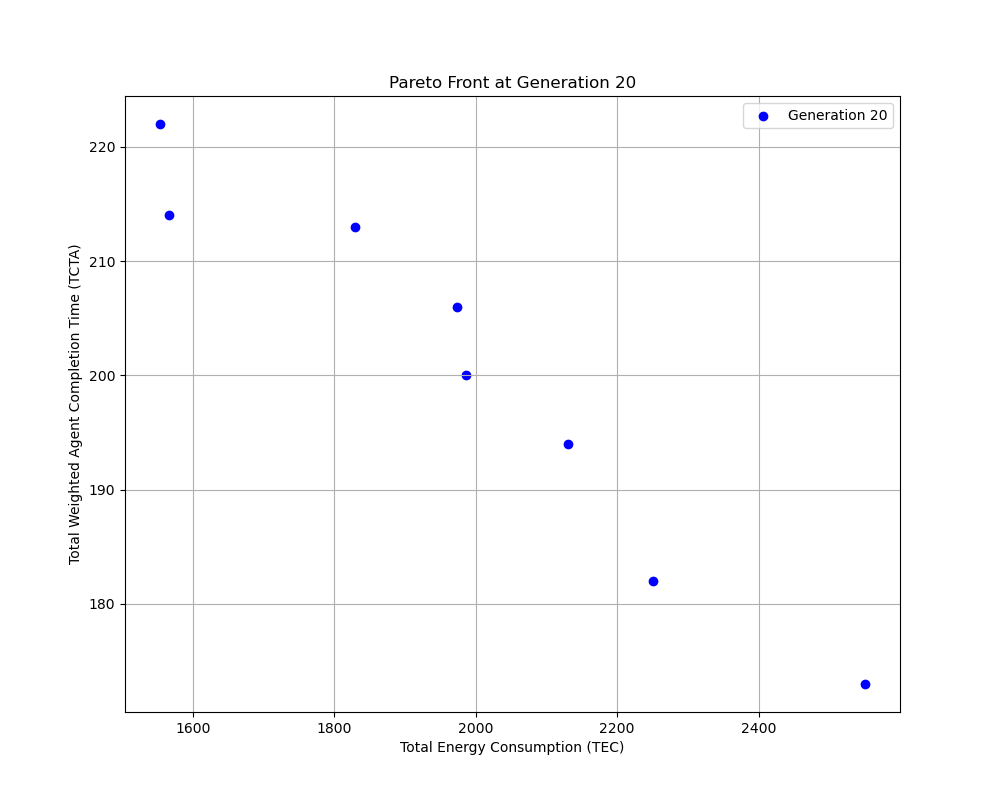 Pareto Front at Generation 20
Generation 20
220
210
200
190
180
Total Weighted Agent Completion Time (TCTA)
1600 1800 2000 2200 2400
Total Energy Consumption (TEC)